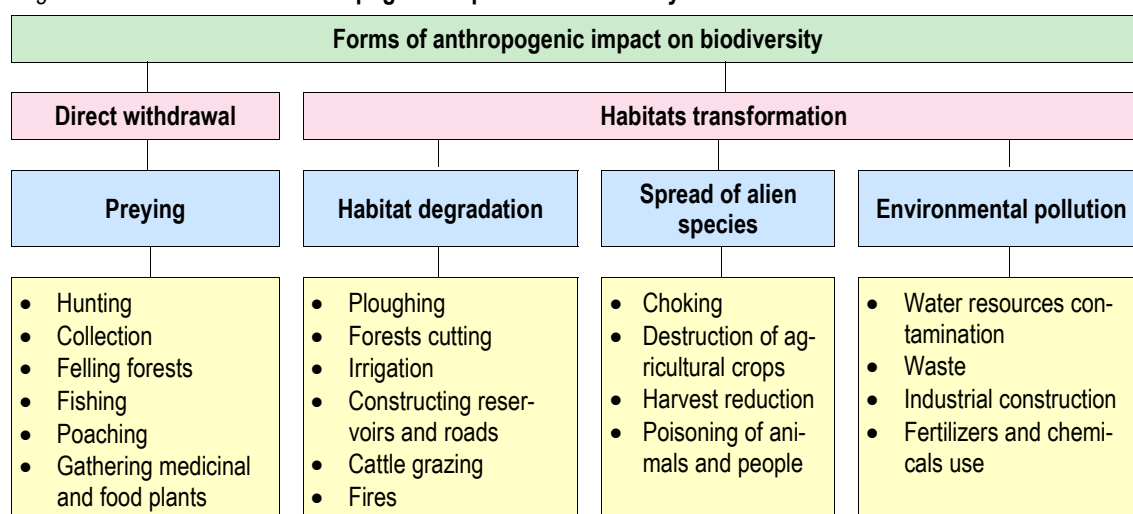 Forms of anthropogenic impact on biodiversity
Direct withdrawal
Habitats transformation
Preying
Habitat degradation
Spread of alien
species
Environmental pollution
• Hunting
• Collection
• Felling forests
• Fishing
• Poaching
• Gathering medicinal
and food plants
• Ploughing
• Forests cutting
• Irrigation
• Constructing reser-
voirs and roads
• Cattle grazing
• Fires
• Choking
• Destruction of ag-
ricultural crops
• Harvest reduction
• Poisoning of ani-
mals and people
• Water resources con-
tamination
• Waste
• Industrial construction
• Fertilizers and chemi-
cals use